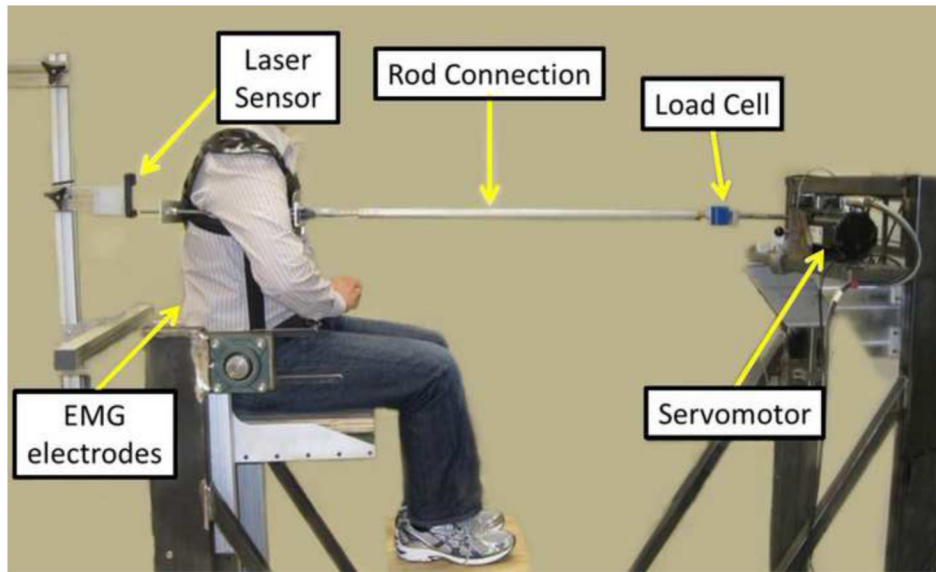 Laser
Sensor
Rod Connection
Load Cell
EMG
electrodes
Servomotor